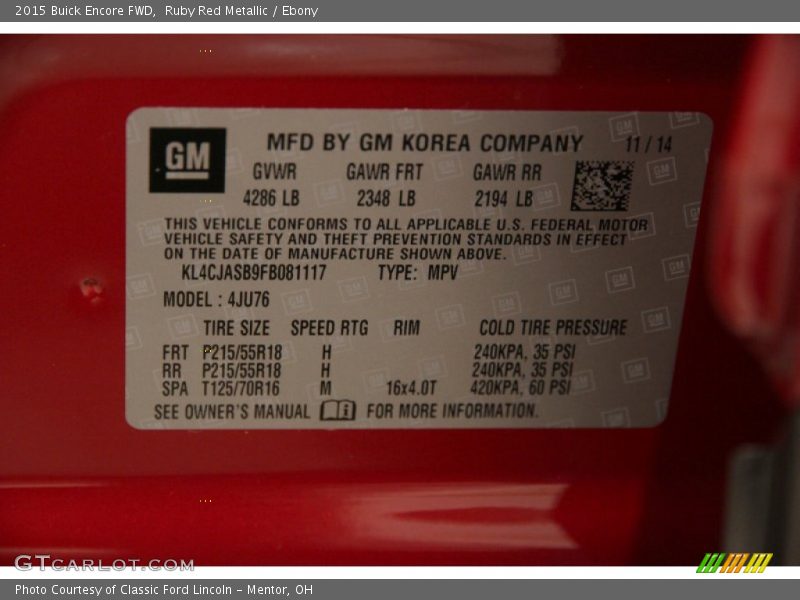 2015 Buick Encore FWD,  Ruby Red Metallic / Ebony
GM
MFD BY GM KOREA COMPANY 11 / 14
GVWR GAWR FRT GAWR RR
4286 LB 2348 LB 2194 LB
THIS VEHICLE CONFORMS TO ALL APPLICABLE U.S. FEDERAL MOTOR
VEHICLE SAFETY AND THEFT PREVENTION STANDARDS IN EFFECT
ON THE DATE OF MANUFACTURE SHOWN ABOVE.
KL4CJASB9FB081117 TYPE: MPV
MODEL : 4JU76
TIRE SIZE SPEED RTG RIM COLD TIRE PRESSURE
FRT P215/55R18 H 240KPA, 35 PSI
RR P215/55R18 H 240KPA, 35 PSI
SPA T125/70R16 M 16x4.0T 420KPA, 60 PSI
SEE OWNER'S MANUAL FOR MORE INFORMATION.
GTCARLOT.COM
Photo Courtesy of Classic Ford Lincoln – Mentor, OH